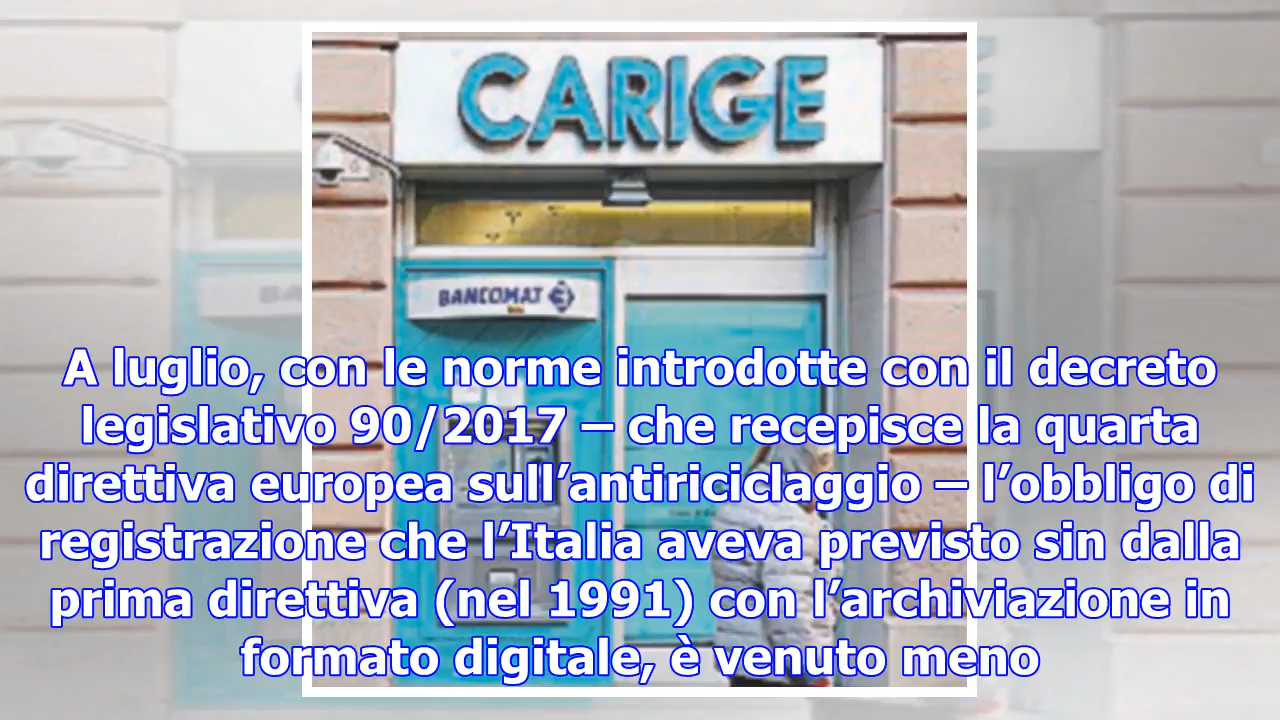 CARIGE
BANCOMAT
A luglio, con le norme introdotte con il decreto
legislativo 90/2017 – che recepisce la quarta
direttiva europea sull’antiriciclaggio – l’obbligo di
registrazione che l’Italia aveva previsto sin dalla
prima direttiva (nel 1991) con l’archiviazione in
formato digitale, è venuto meno